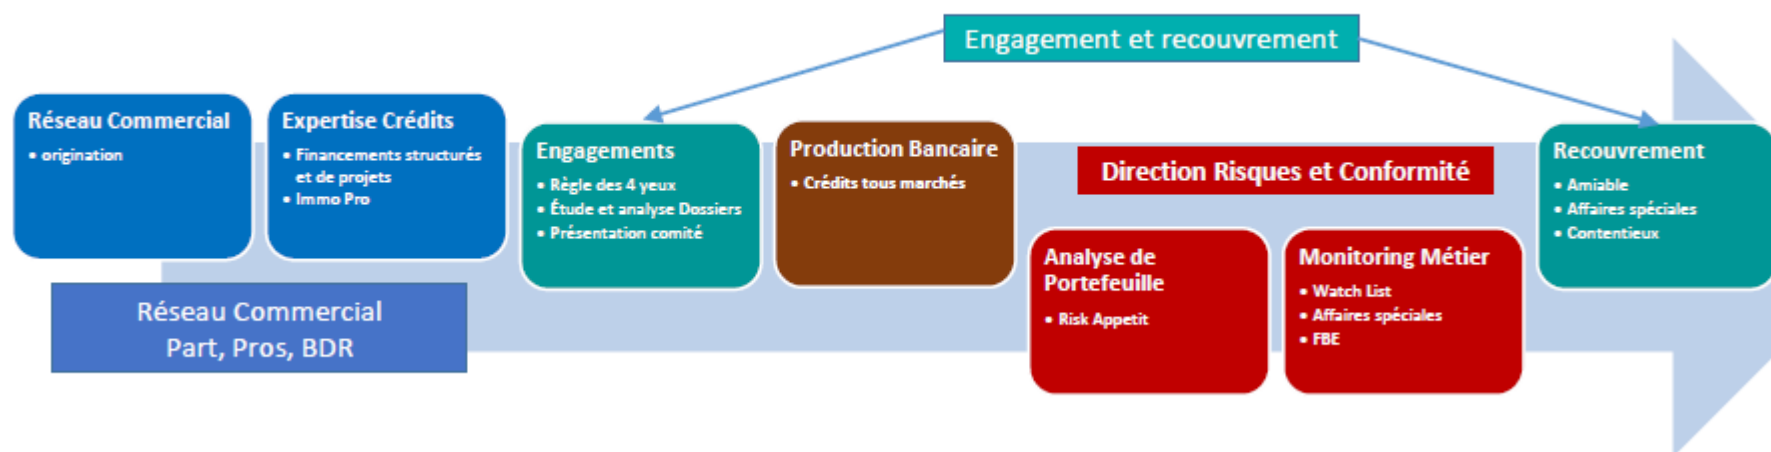 Engagement et recouvrement
Réseau Commercial
• origination
Expertise Crédits
• Financements structurés
et de projets
• Immo Pro
Engagements
• Règle des 4 yeux
• Étude et analyse Dossiers
• Présentation comité
Production Bancaire
• Crédits tous marchés
Direction Risques et Conformité
Analyse de
Portefeuille
• Risk Appetit
Monitoring Métier
• Watch List
• Affaires spéciales
• FBE
Recouvrement
• Amiable
• Affaires spéciales
• Contentieux
Réseau Commercial
Part, Pros, BDR